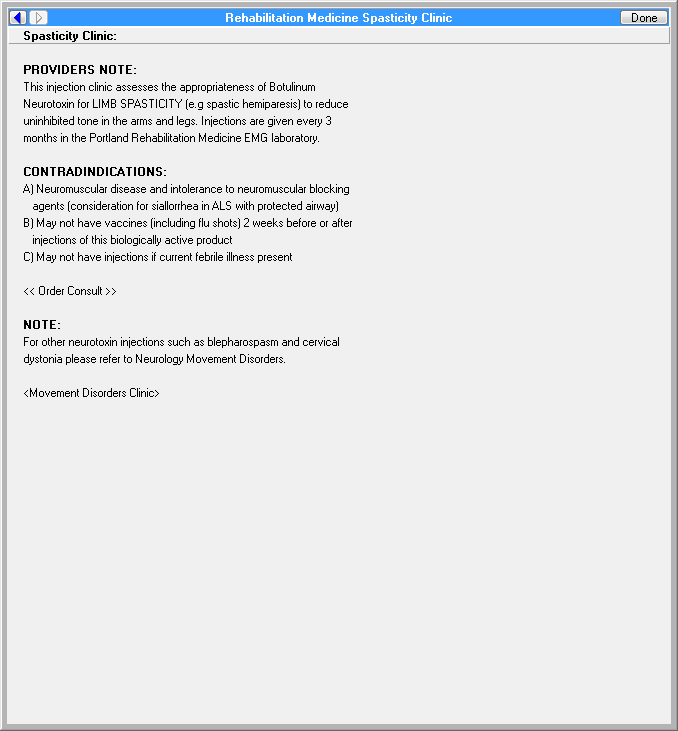 Rehabilitation Medicine Spasticity Clinic
Done
Spasticity Clinic:
PROVIDERS NOTE:
This injection clinic assesses the appropriateness of Botulinum
Neurotoxin for LIMB SPASTICITY (e.g spastic hemiparesis) to reduce
uninhibited tone in the arms and legs. Injections are given every 3
months in the Portland Rehabilitation Medicine EMG laboratory.
CONTRADINDICATIONS:
A) Neuromuscular disease and intolerance to neuromuscular blocking
agents (consideration for siallorrhea in ALS with protected airway)
B) May not have vaccines (including flu shots) 2 weeks before or after
injections of this biologically active product
C) May not have injections if current febrile illness present
<< Order Consult >>
NOTE:
For other neurotoxin injections such as blepharospasm and cervical
dystonia please refer to Neurology Movement Disorders.
<Movement Disorders Clinic>